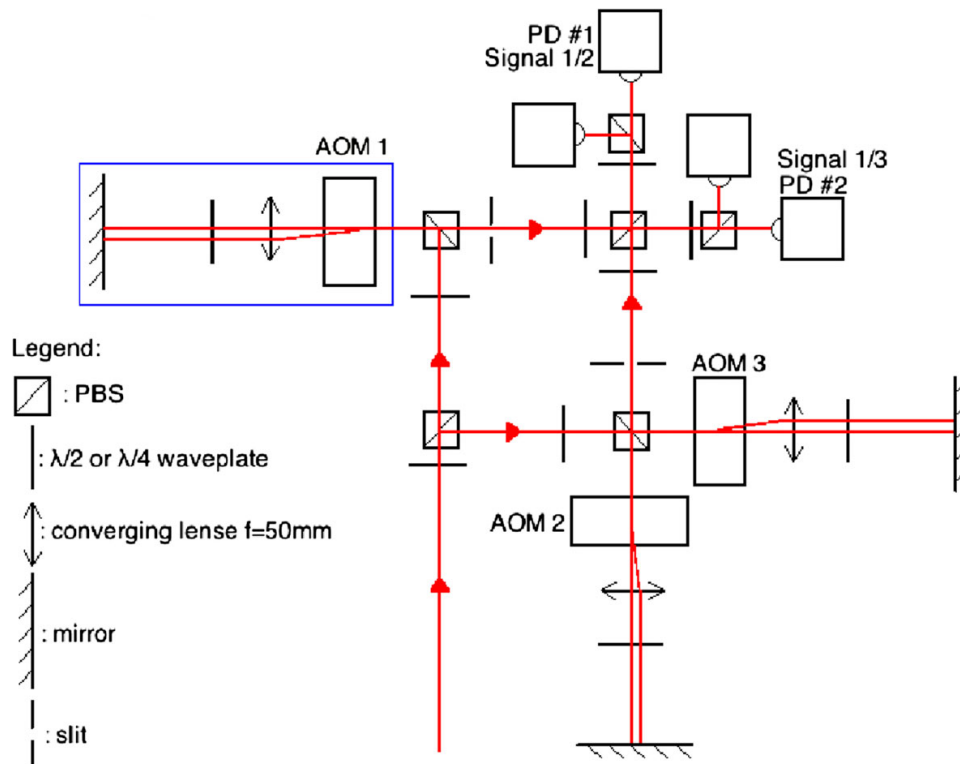 PD #1
Signal 1/2
AOM 1
Signal 1/3
PD #2
Legend:
: PBS
AOM 3
: λ/2 or λ/4 waveplate
AOM 2
: converging lense f=50mm
: mirror
: slit